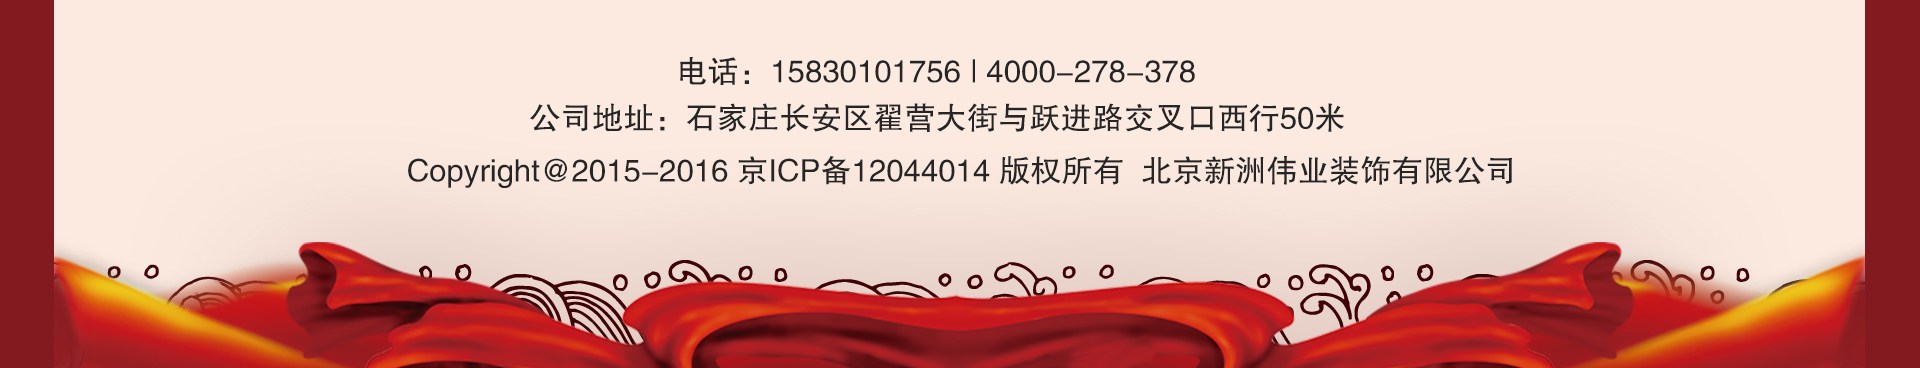 电话：15830101756 | 4000-278-378
公司地址：石家庄长安区翟营大街与跃进路交叉口西行50米
Copyright@2015-2016 京ICP备12044014 版权所有 北京新洲伟业装饰有限公司